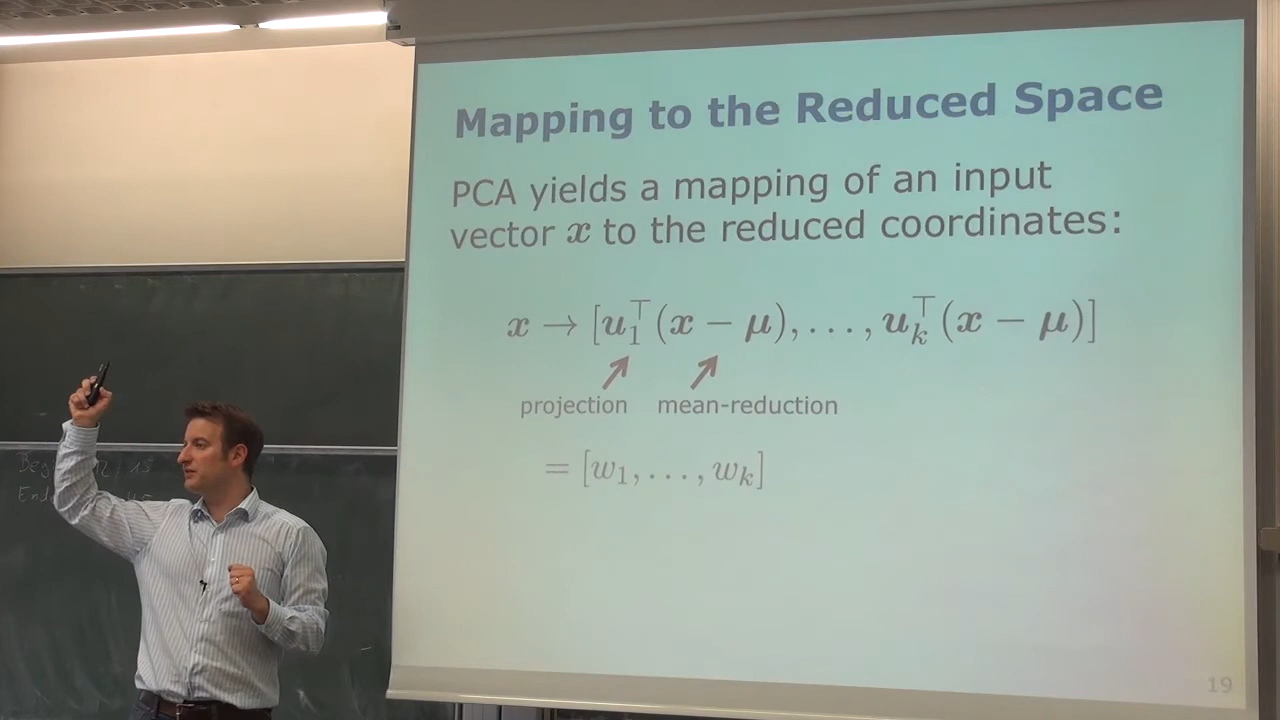 Mapping to the Reduced Space
PCA yields a mapping of an input
vector x to the reduced coordinates:
x → [u₁ᵀ(x − μ), . . . , uₖᵀ(x − μ)]
projection mean-reduction
= [w₁, . . . , wₖ]
19